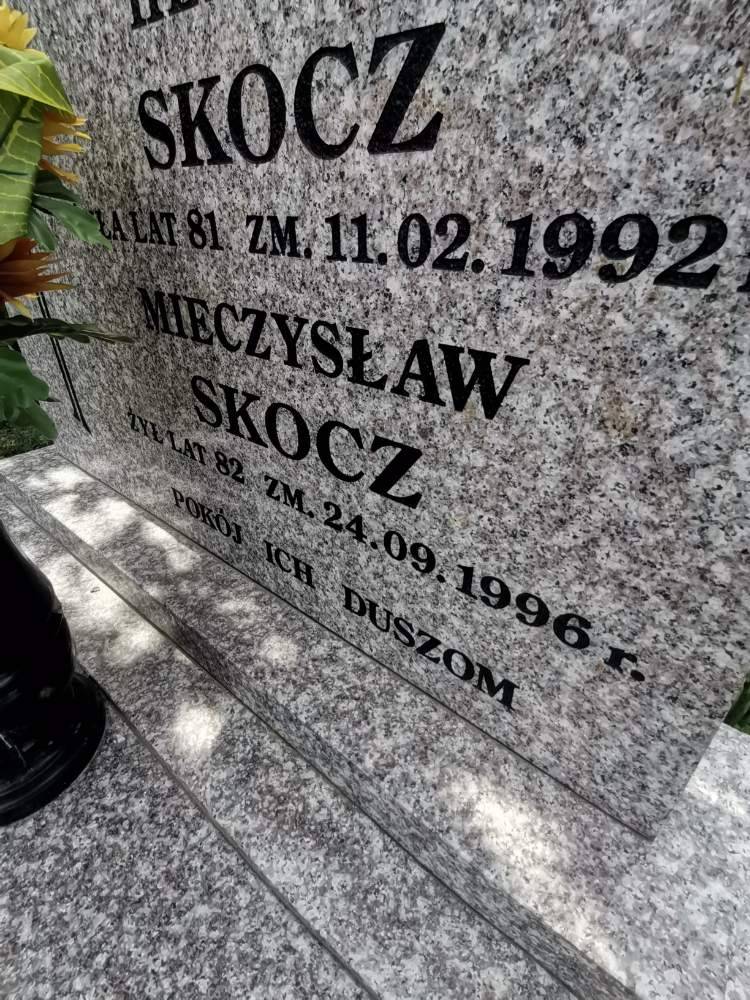 SKOCZ
LAT 81 ZM. 11.02.1992
MIECZYSŁAW
SKOCZ
ŻYŁ LAT 82 ZM. 24.09.1996 r.
POKÓJ ICH DUSZOM